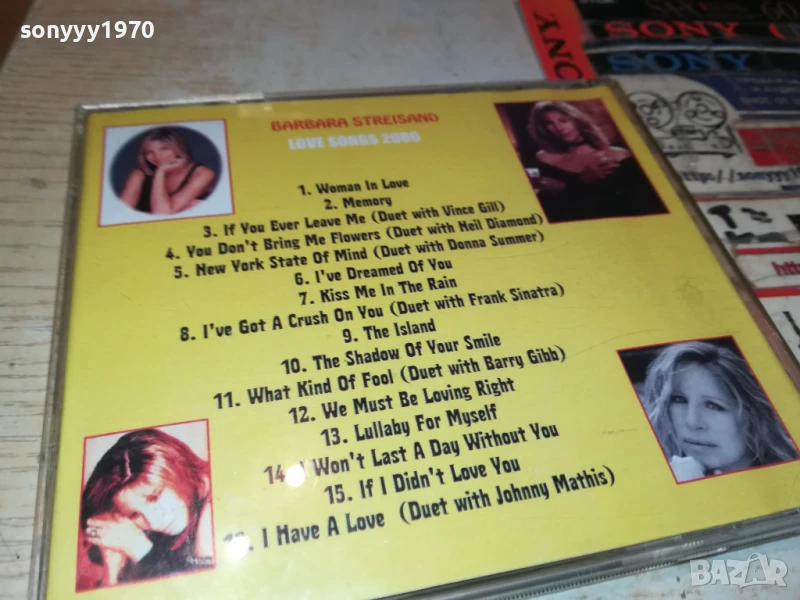 sonyyy1970
BARBARA STREISAND
LOVE SONGS 2000
1. Woman In Love
2. Memory
3. If You Ever Leave Me (Duet with Vince Gill)
4. You Don't Bring Me Flowers (Duet with Neil Diamond)
5. New York State Of Mind (Duet with Donna Summer)
6. I've Dreamed Of You
7. Kiss Me In The Rain
8. I've Got A Crush On You (Duet with Frank Sinatra)
9. The Island
10. The Shadow Of Your Smile
11. What Kind Of Fool (Duet with Barry Gibb)
12. We Must Be Loving Right
13. Lullaby For Myself
14. I Won't Last A Day Without You
15. If I Didn't Love You
16. I Have A Love (Duet with Johnny Mathis)
SONY
SONY
60
BAZAR